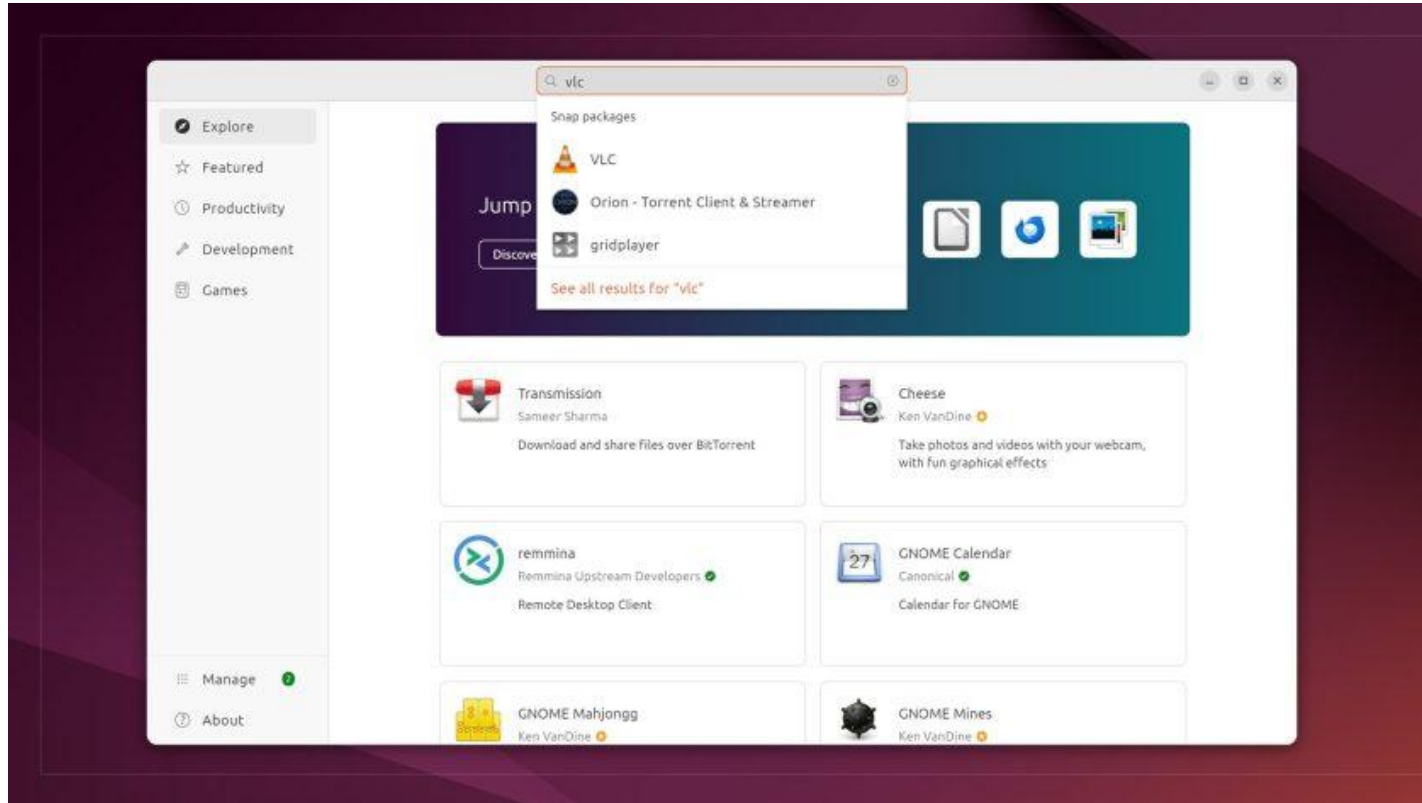 vlc
Snap packages
VLC
Orion - Torrent Client & Streamer
gridplayer
See all results for "vlc"
Explore
Featured
Productivity
Development
Games
Manage 2
About
Jump
Discove
Transmission
Sameer Sharma
Download and share files over BitTorrent
Cheese
Ken VanDine
Take photos and videos with your webcam,
with fun graphical effects
remmina
Remmina Upstream Developers
Remote Desktop Client
27
GNOME Calendar
Canonical
Calendar for GNOME
GNOME Mahjongg
Ken VanDine
GNOME Mines
Ken VanDine